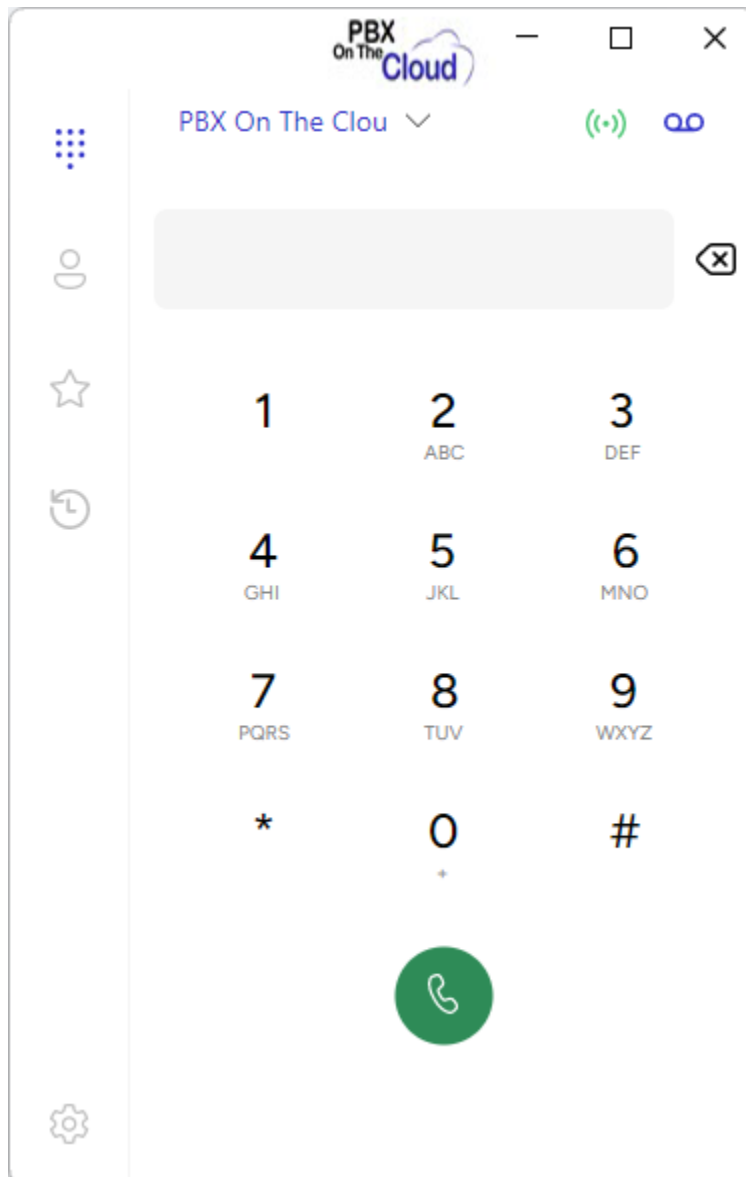 PBX
On The
Cloud
PBX On The Clou
1
2
3
ABC
DEF
4
5
6
GHI
JKL
MNO
7
8
9
PQRS
TUV
WXYZ
*
0
#
+